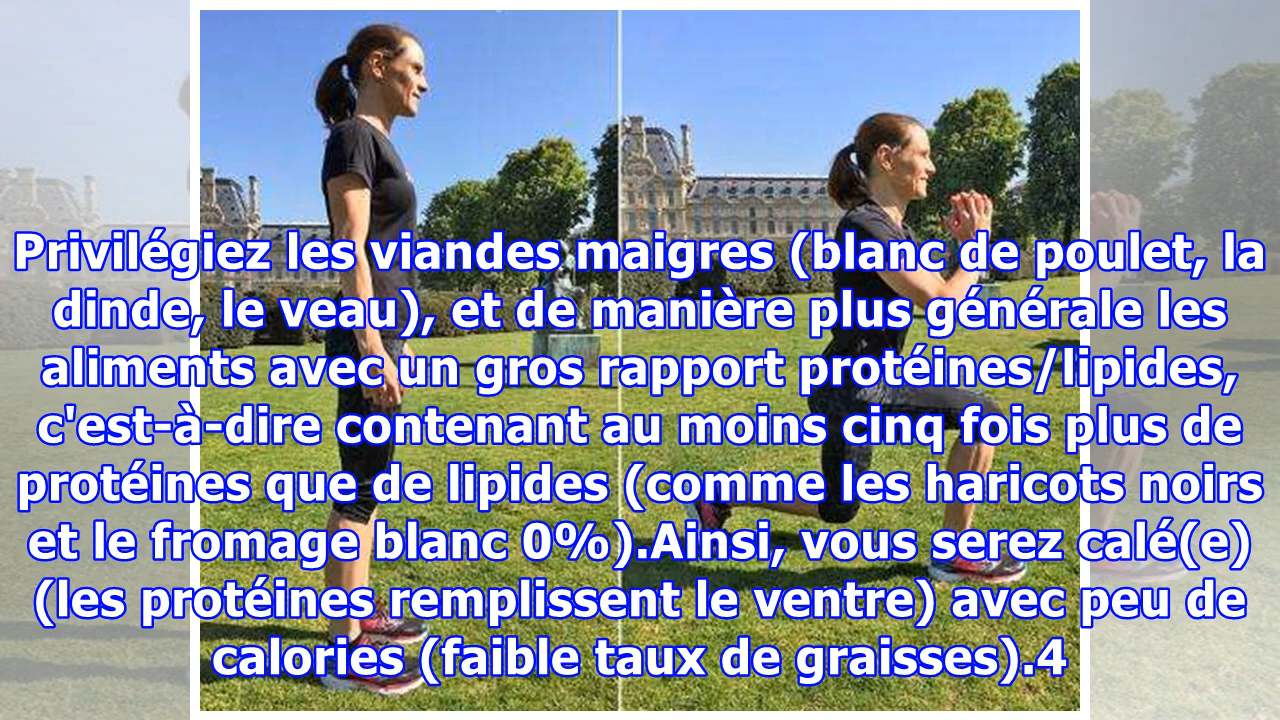 Privilégiez les viandes maigres (blanc de poulet, la
dinde, le veau), et de manière plus générale les
aliments avec un gros rapport protéines/lipides,
c'est-à-dire contenant au moins cinq fois plus de
protéines que de lipides (comme les haricots noirs
et le fromage blanc 0%).Ainsi, vous serez calé(e)
(les protéines remplissent le ventre) avec peu de
calories (faible taux de graisses).4